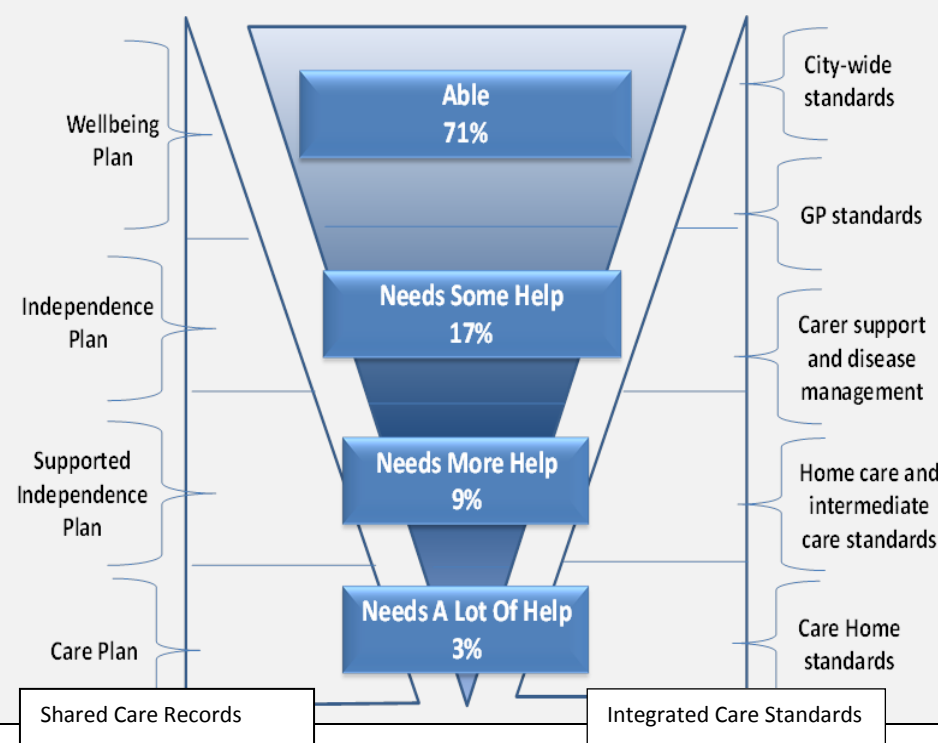 Wellbeing
Plan
Independence
Plan
Supported
Independence
Plan
Care Plan
Shared Care Records
Able
71%
Needs Some Help
17%
Needs More Help
9%
Needs A Lot Of Help
3%
City-wide
standards
GP standards
Carer support
and disease
management
Home care and
intermediate
care standards
Care Home
standards
Integrated Care Standards